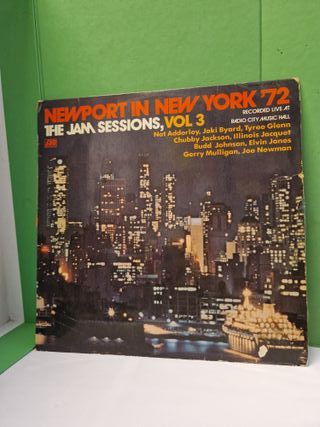 NEWPORT IN NEW YORK '72
THE JAM SESSIONS, VOL 3
RECORDED LIVE AT
RADIO CITY MUSIC HALL
Nat Adderley, Jaki Byard, Tyree Glenn
Chubby Jackson, Illinois Jacquet
Budd Johnson, Elvin Jones
Gerry Mulligan, Joe Newman